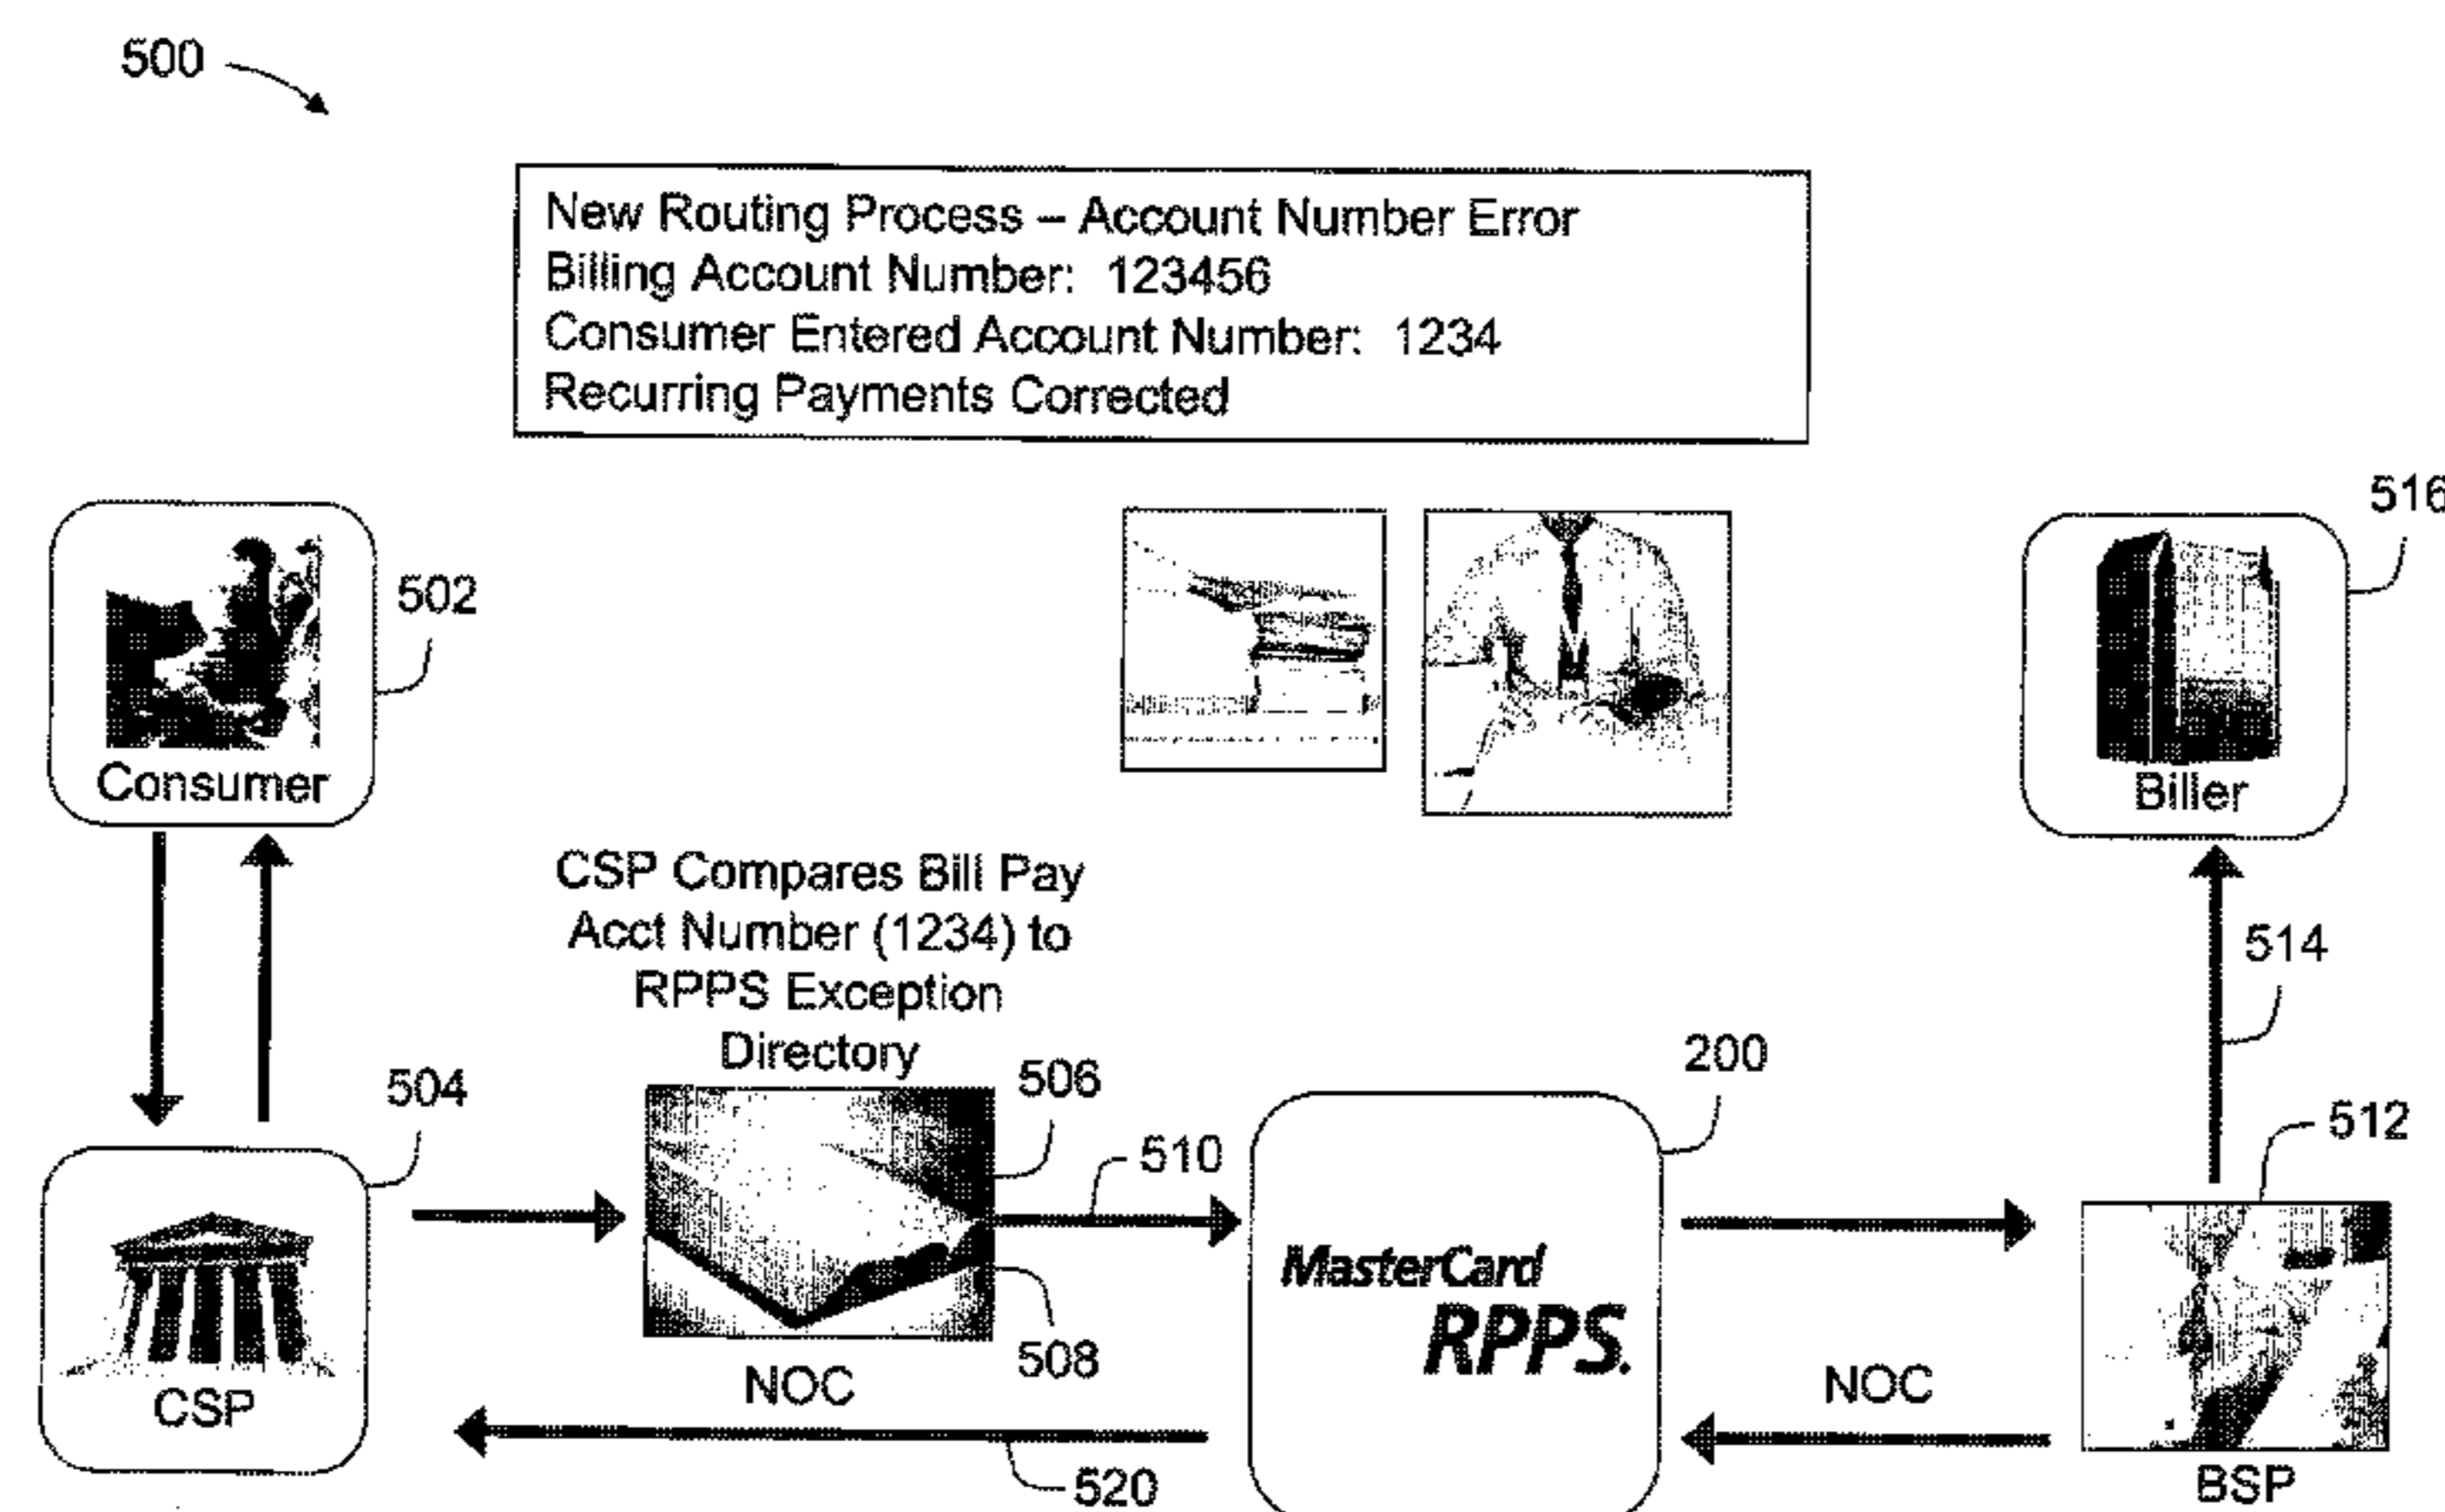 500
New Routing Process – Account Number Error
Billing Account Number: 123456
Consumer Entered Account Number: 1234
Recurring Payments Corrected
516
502
Consumer
Biller
CSP Compares Bill Pay
Acct Number (1234) to
RPPS Exception
Directory
514
200
504
506
512
510
MasterCard
RPPS.
508
NOC
NOC
CSP
520
BSP